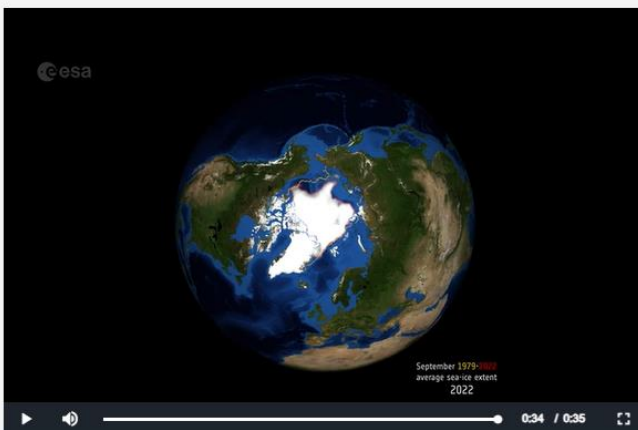 esa
September 1979-2022
average sea-ice extent
2022
0:34 / 0:35